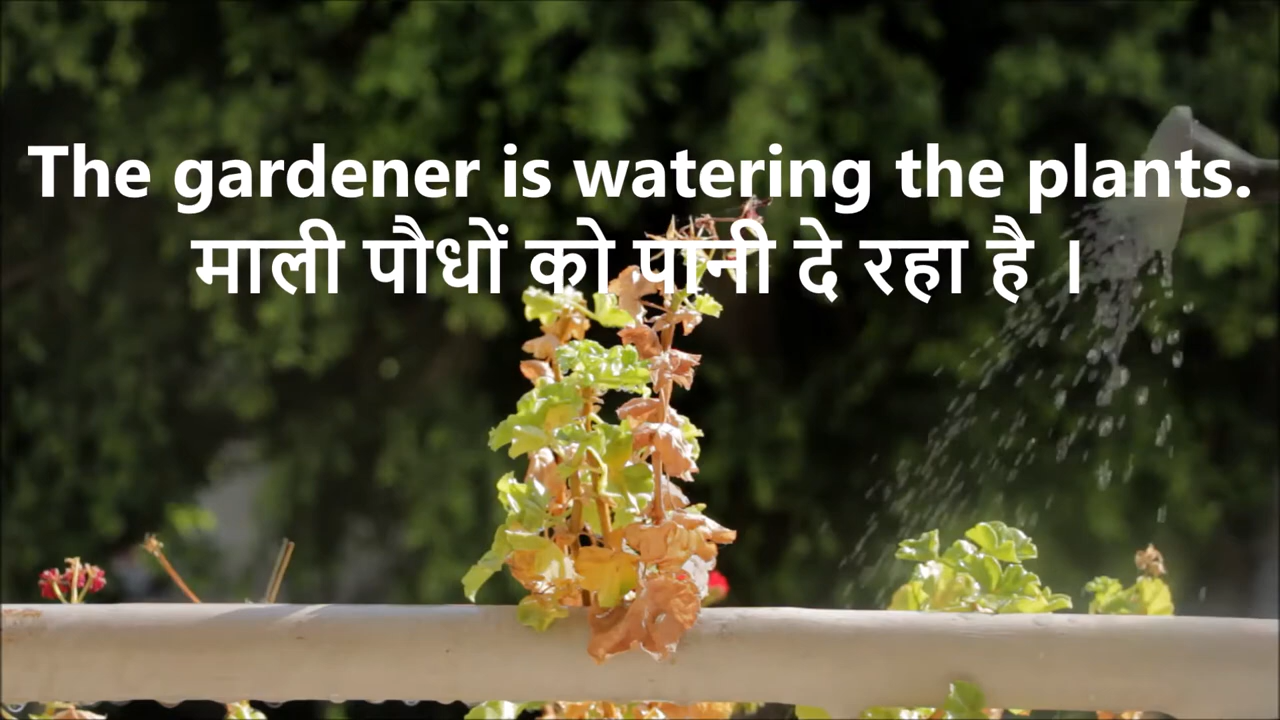 The gardener is watering the plants.
माली पौधों को पानी दे रहा है ।